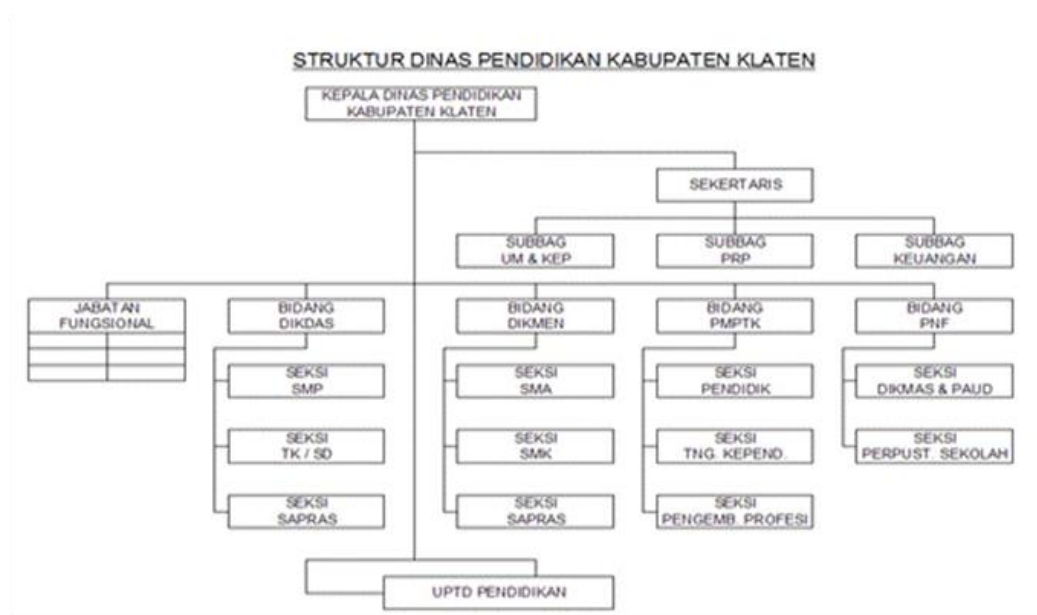 STRUKTUR DINAS PENDIDIKAN KABUPATEN KLATEN
KEPALA DINAS PENDIDIKAN
KABUPATEN KLATEN
SEKERTARIS
SUBBAG
UM & KEP
SUBBAG
PRP
SUBBAG
KEUANGAN
JABATAN
FUNGSIONAL
BIDANG
DIKDAS
BIDANG
DIKMEN
BIDANG
PMPTK
BIDANG
PNF
SEKSI
SMP
SEKSI
SMA
SEKSI
PENDIDIK
SEKSI
DIKMAS & PAUD
SEKSI
TK / SD
SEKSI
SMK
SEKSI
TNG. KEPEND.
SEKSI
PERPUST. SEKOLAH
SEKSI
SAPRAS
SEKSI
SAPRAS
SEKSI
PENGEMB. PROFESI
UPTD PENDIDIKAN